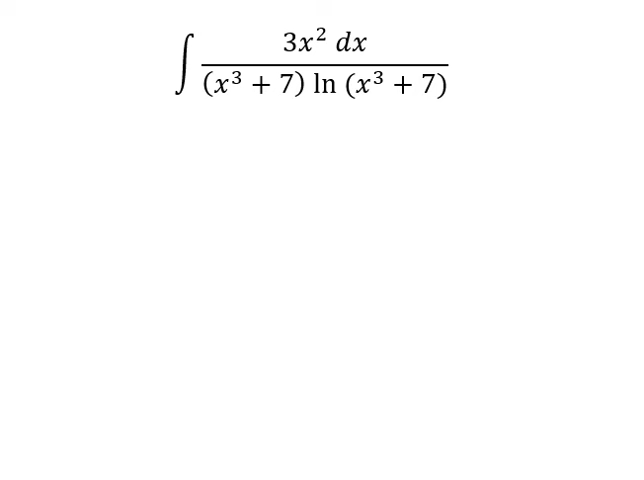 ∫ 3x² dx / (x³ + 7) ln (x³ + 7)